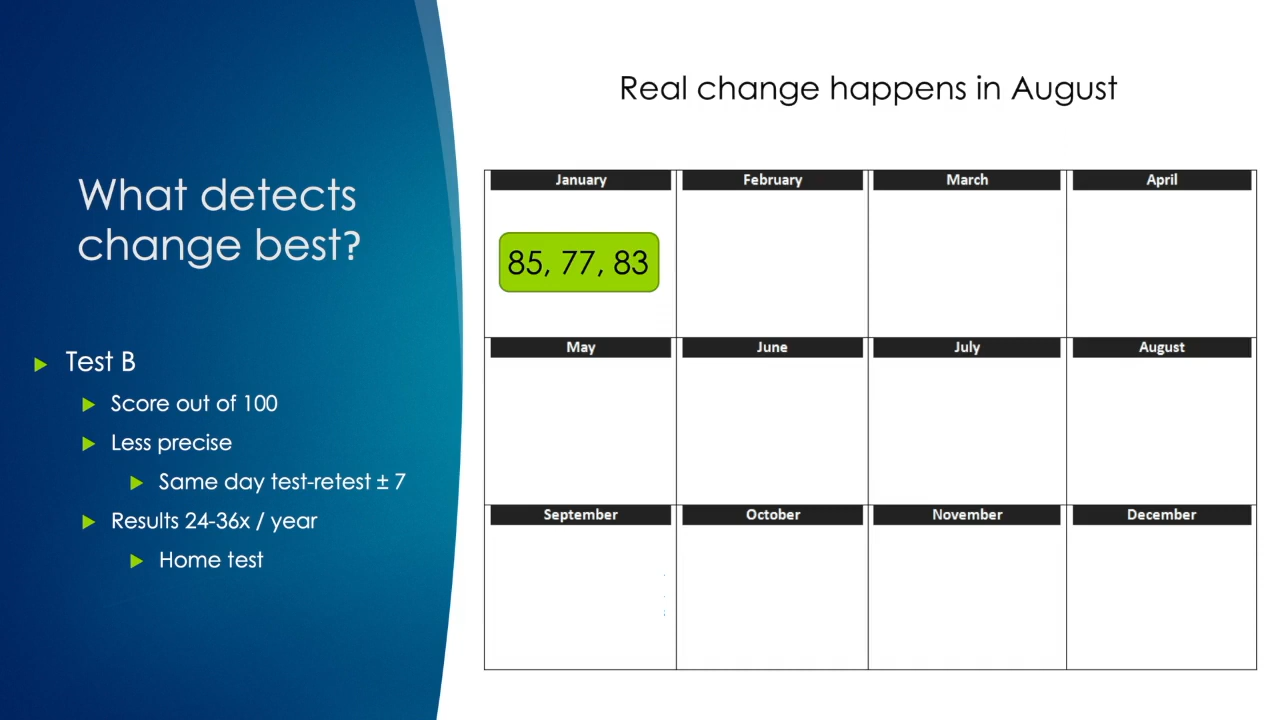 Real change happens in August
What detects
change best?
Test B
Score out of 100
Less precise
Same day test-retest ± 7
Results 24-36x / year
Home test
January
February
March
April
85, 77, 83
May
June
July
August
September
October
November
December